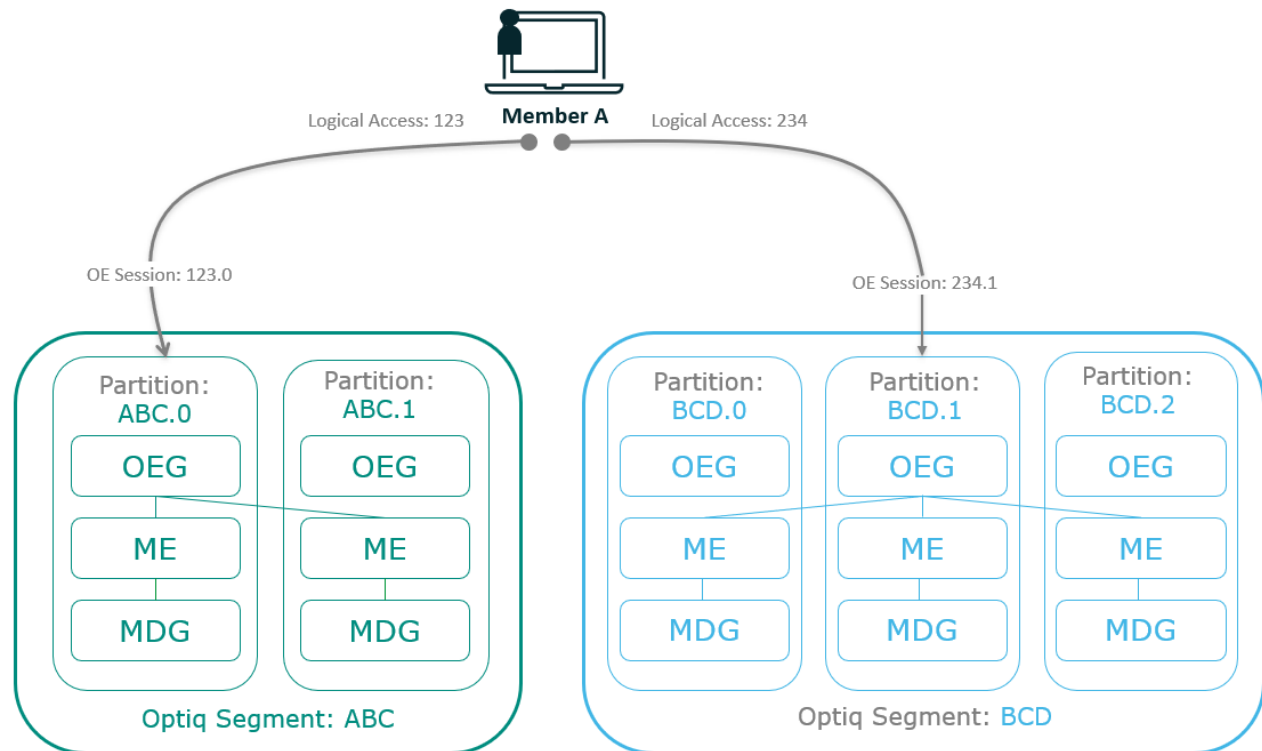 Member A
Logical Access: 123
Logical Access: 234
OE Session: 123.0
OE Session: 234.1
Partition:
ABC.0
OEG
ME
MDG
Partition:
ABC.1
OEG
ME
MDG
Optiq Segment: ABC
Partition:
BCD.0
OEG
ME
MDG
Partition:
BCD.1
OEG
ME
MDG
Partition:
BCD.2
OEG
ME
MDG
Optiq Segment: BCD